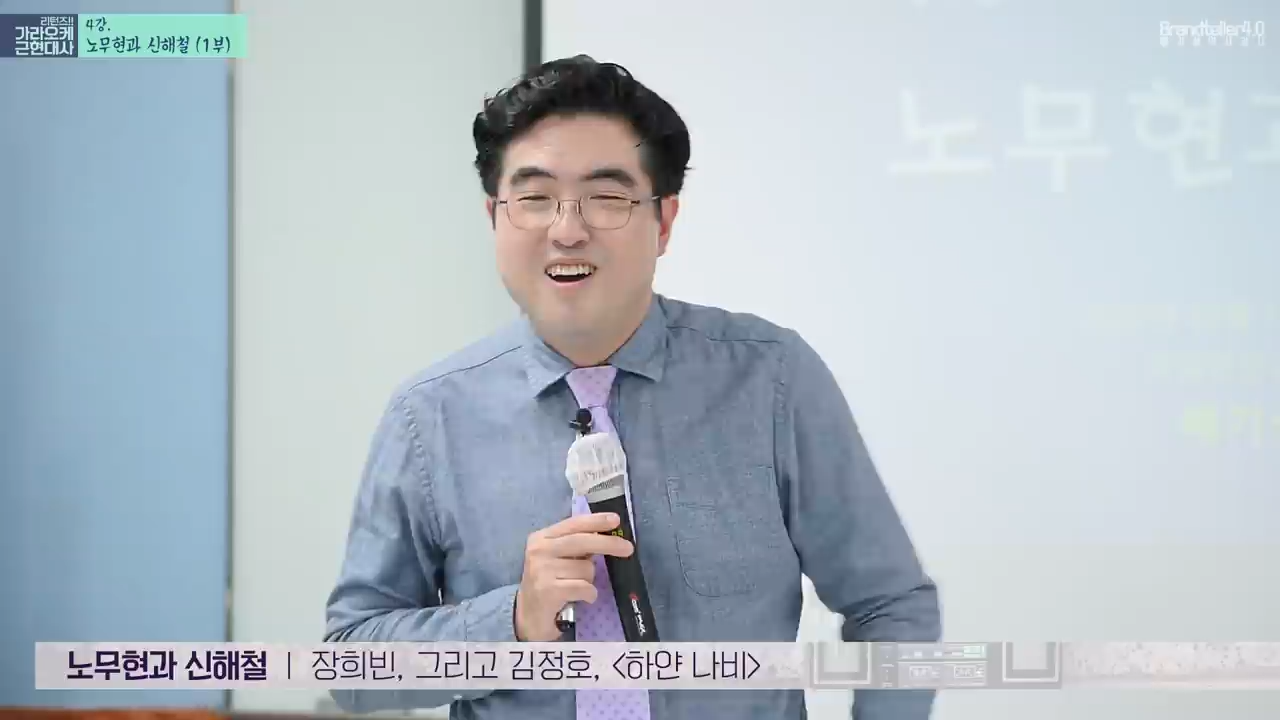 리턴즈!!
가라오케
근현대사
4강.
노무현과 신해철 (1부)
Brandteller4.0
노무현과
노무현과 신해철 | 장희빈, 그리고 김정호, <하얀 나비>